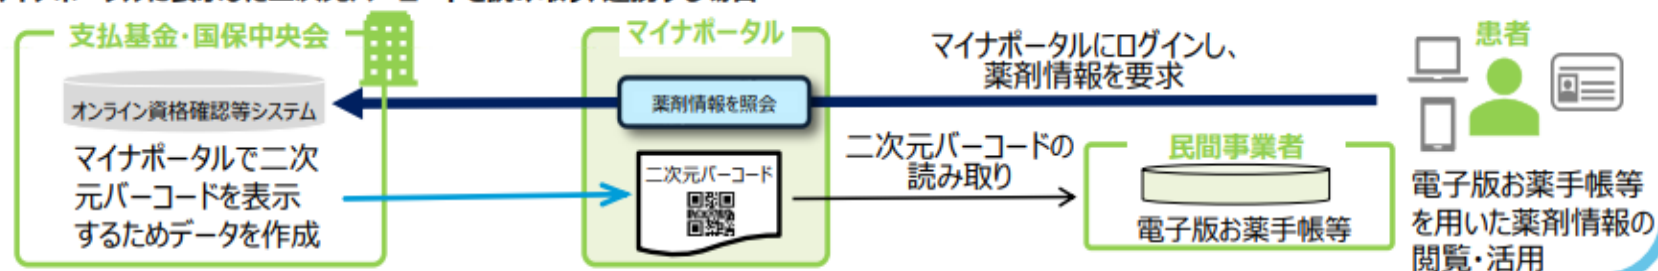 支払基金・国保中央会
オンライン資格確認等システム
マイナポータルで二次
元バーコードを表示
するためデータを作成
マイナポータル
薬剤情報を照会
二次元バーコード
マイナポータルにログインし、
薬剤情報を要求
二次元バーコードの
読み取り
民間事業者
電子版お薬手帳等
患者
電子版お薬手帳等
を用いた薬剤情報の
閲覧・活用